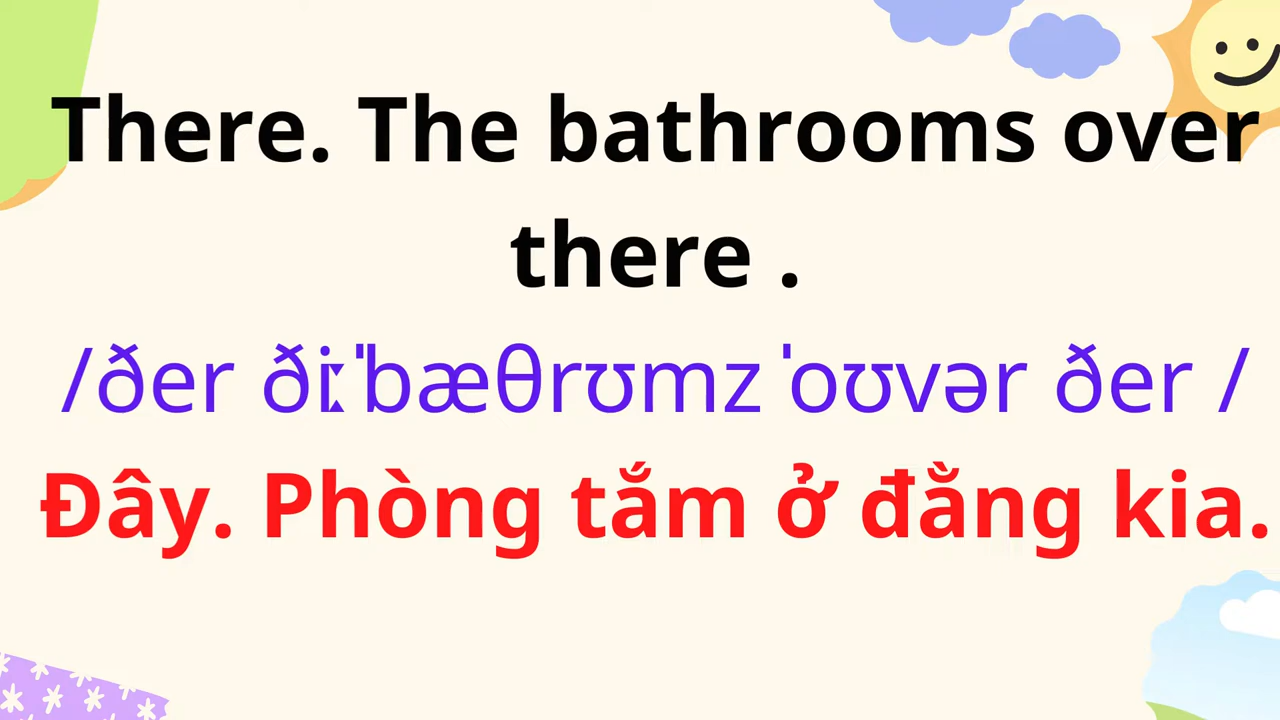 There. The bathrooms over
there .
/ðer ðiːˈbæθrʊmz ˈoʊvər ðer /
Đây. Phòng tắm ở đằng kia.